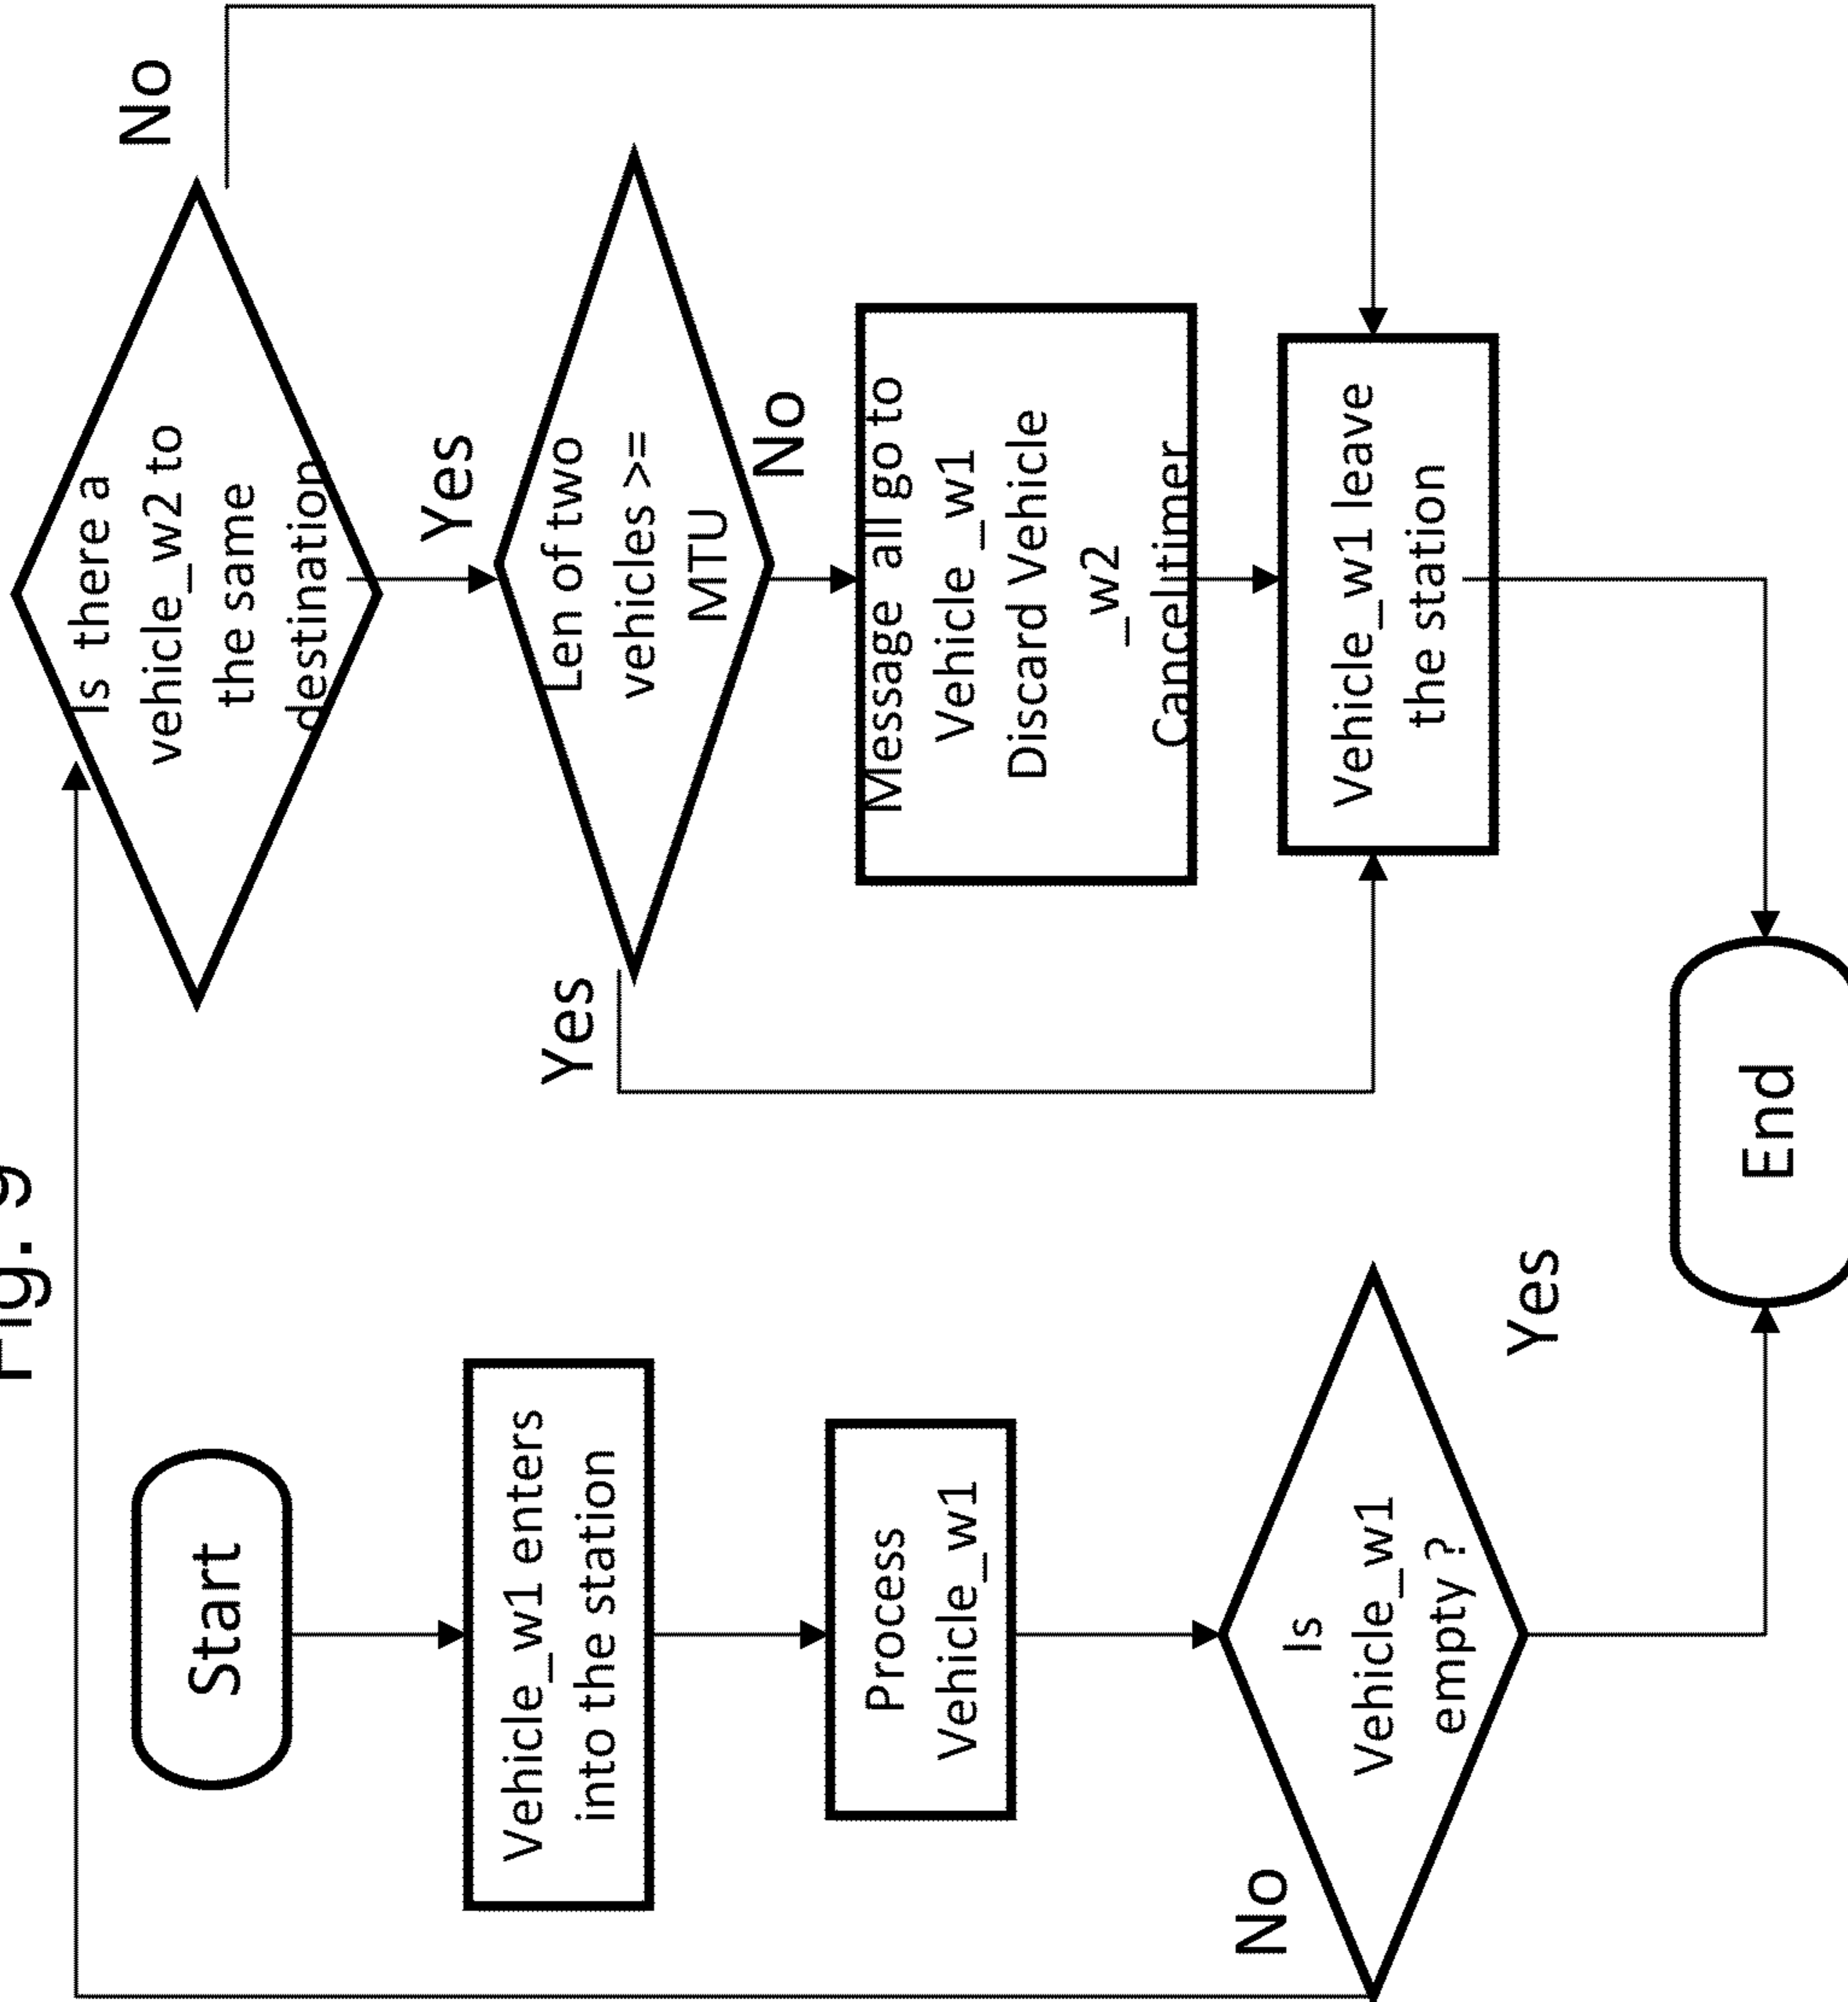 Fig. 9
Start
Vehicle_w1 enters
into the station
Process
Vehicle_w1
Is
Vehicle_w1
empty ?
No
Yes
Is there a
vehicle_w2 to
the same
destination
No
Yes
Len of two
vehicles >=
MTU
Yes
No
Message all go to
Vehicle _w1
Discard Vehicle
_w2
Cancel timer
Vehicle_w1 leave
the station
End